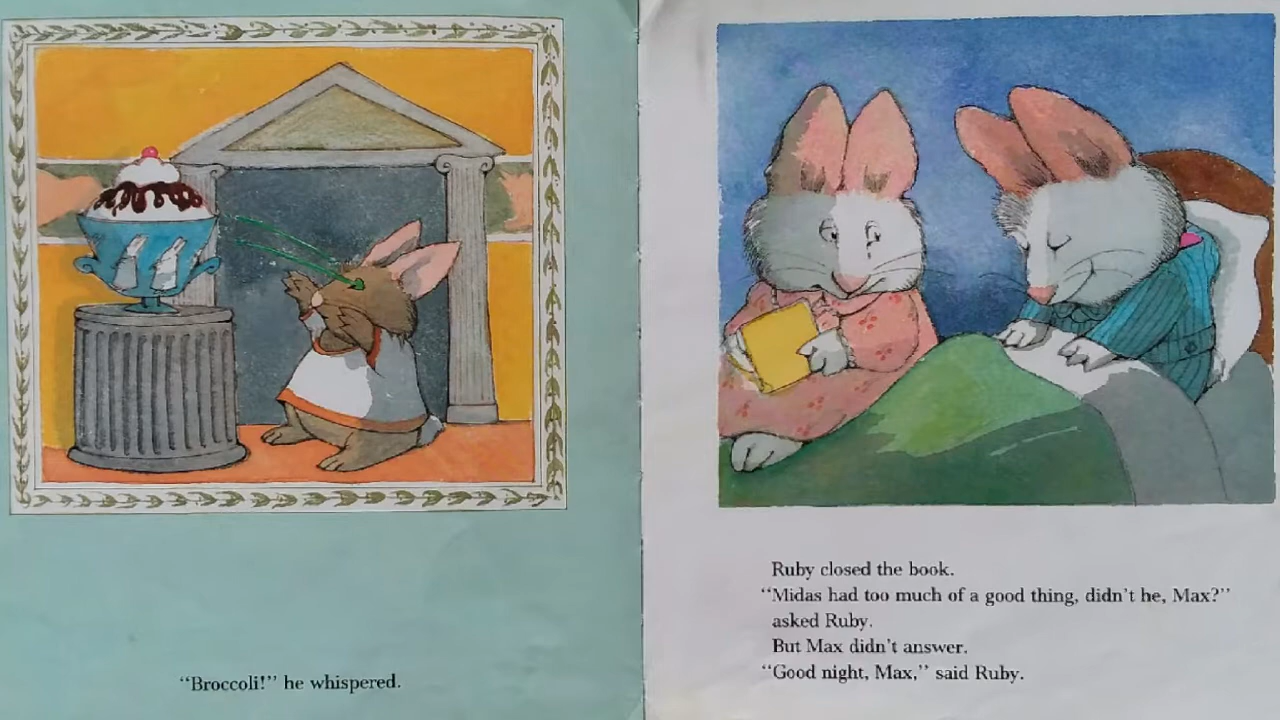 "Broccoli!" he whispered.
Ruby closed the book.
"Midas had too much of a good thing, didn't he, Max?"
asked Ruby.
But Max didn't answer.
"Good night, Max," said Ruby.